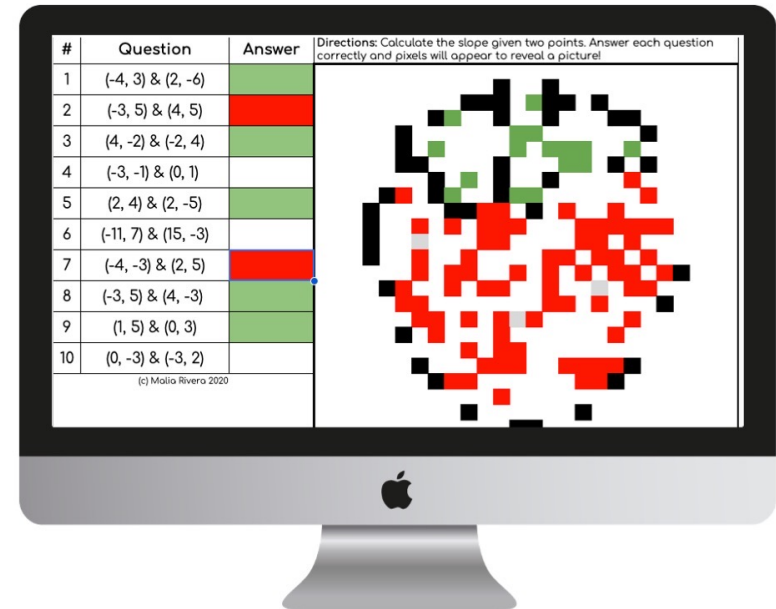 # Question Answer
Directions: Calculate the slope given two points. Answer each question
correctly and pixels will appear to reveal a picture!
1 (-4, 3) & (2, -6)
2 (-3, 5) & (4, 5)
3 (4, -2) & (-2, 4)
4 (-3, -1) & (0, 1)
5 (2, 4) & (2, -5)
6 (-11, 7) & (15, -3)
7 (-4, -3) & (2, 5)
8 (-3, 5) & (4, -3)
9 (1, 5) & (0, 3)
10 (0, -3) & (-3, 2)
(c) Malia Rivera 2020